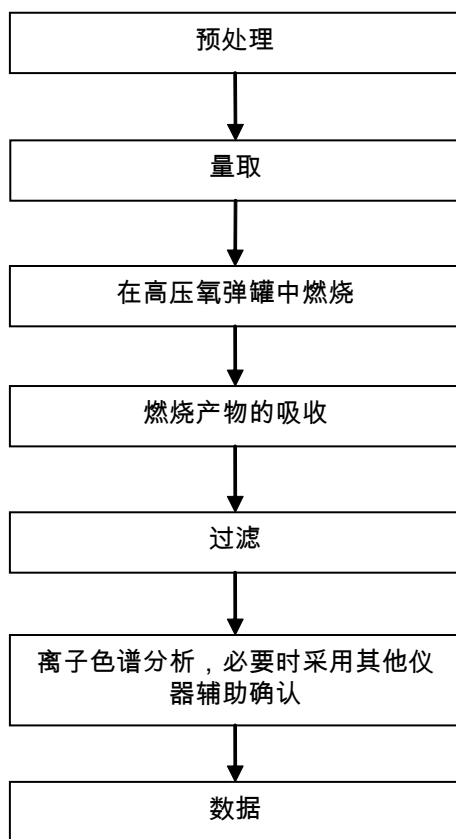 预处理
量取
在高压氧弹罐中燃烧
燃烧产物的吸收
过滤
离子色谱分析，必要时采用其他仪
器辅助确认
数据